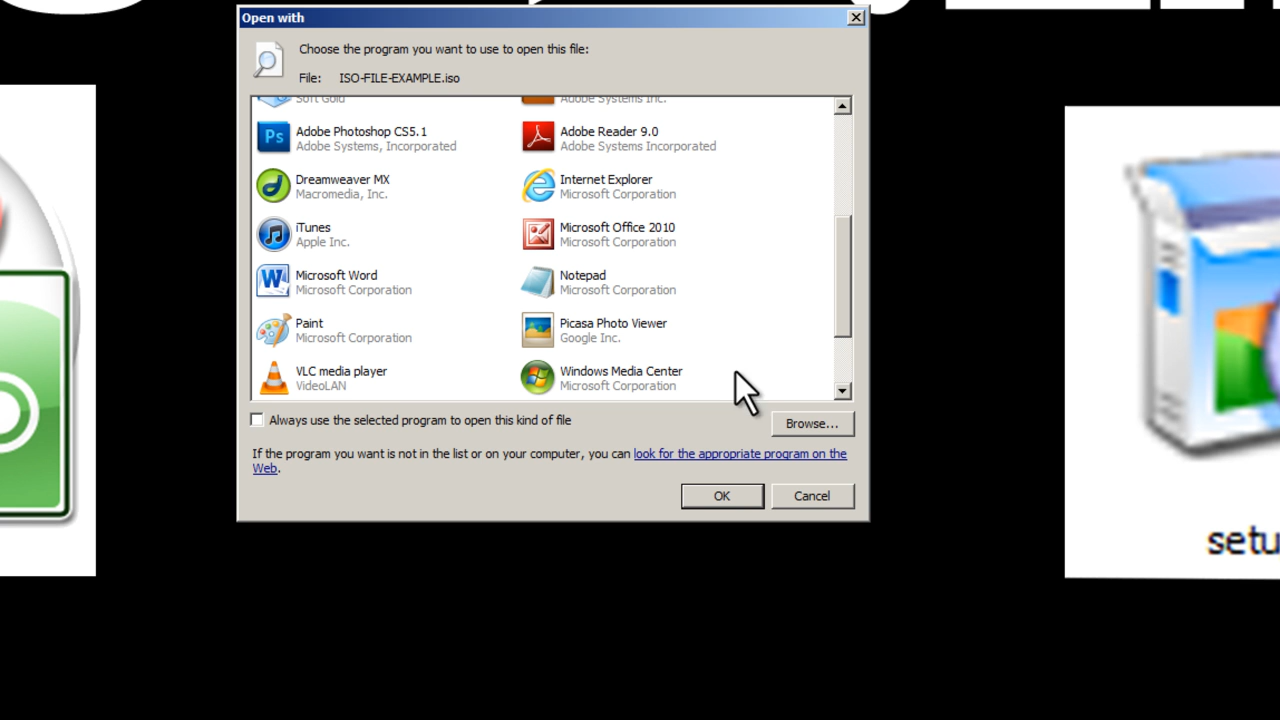 Open with
Choose the program you want to use to open this file:
File: ISO-FILE-EXAMPLE.iso
Soft Gold
Adobe Systems Inc.
Ps
Adobe Photoshop CS5.1
Adobe Systems, Incorporated
Adobe Reader 9.0
Adobe Systems Incorporated
Dreamweaver MX
Macromedia, Inc.
Internet Explorer
Microsoft Corporation
iTunes
Apple Inc.
Microsoft Office 2010
Microsoft Corporation
W
Microsoft Word
Microsoft Corporation
Notepad
Microsoft Corporation
Paint
Microsoft Corporation
Picasa Photo Viewer
Google Inc.
VLC media player
VideoLAN
Windows Media Center
Microsoft Corporation
Always use the selected program to open this kind of file
Browse...
If the program you want is not in the list or on your computer, you can look for the appropriate program on the
Web.
OK
Cancel
setu